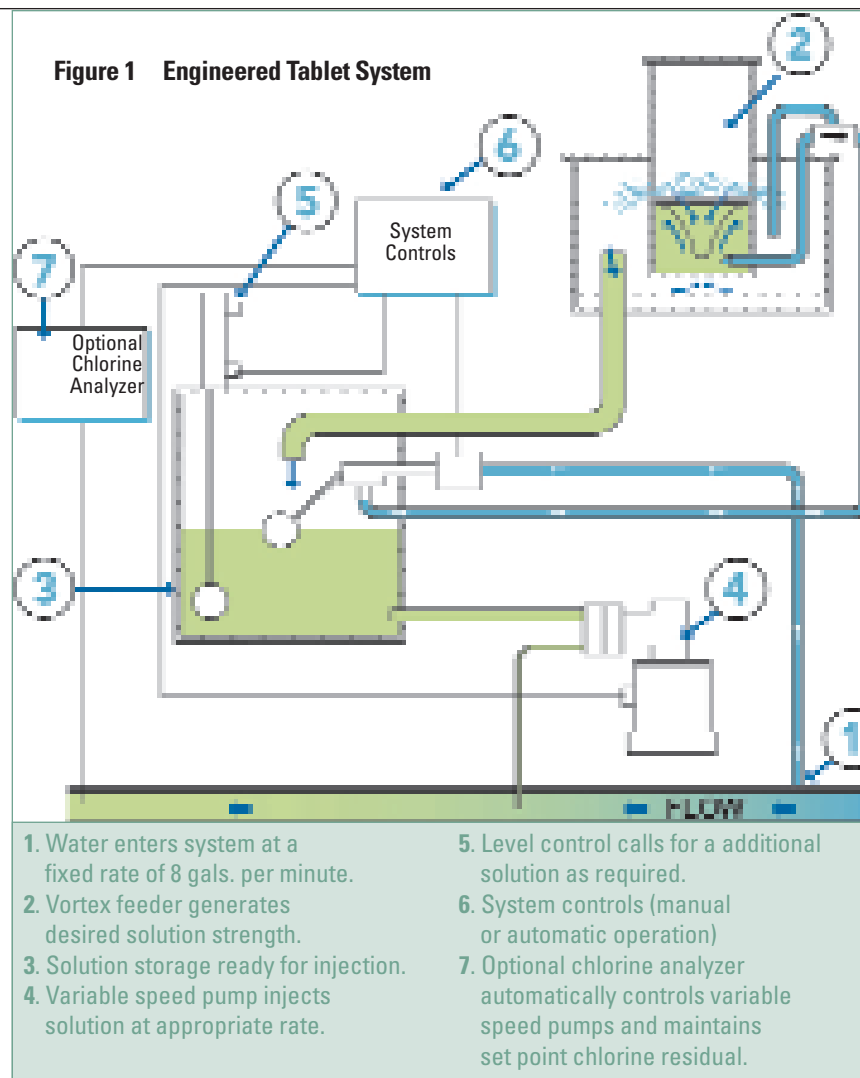 Figure 1 Engineered Tablet System
2
6
5
System
Controls
7
Optional
Chlorine
Analyzer
3
4
1
FLOW
1. Water enters system at a
fixed rate of 8 gals. per minute.
2. Vortex feeder generates
desired solution strength.
3. Solution storage ready for injection.
4. Variable speed pump injects
solution at appropriate rate.
5. Level control calls for a additional
solution as required.
6. System controls (manual
or automatic operation)
7. Optional chlorine analyzer
automatically controls variable
speed pumps and maintains
set point chlorine residual.